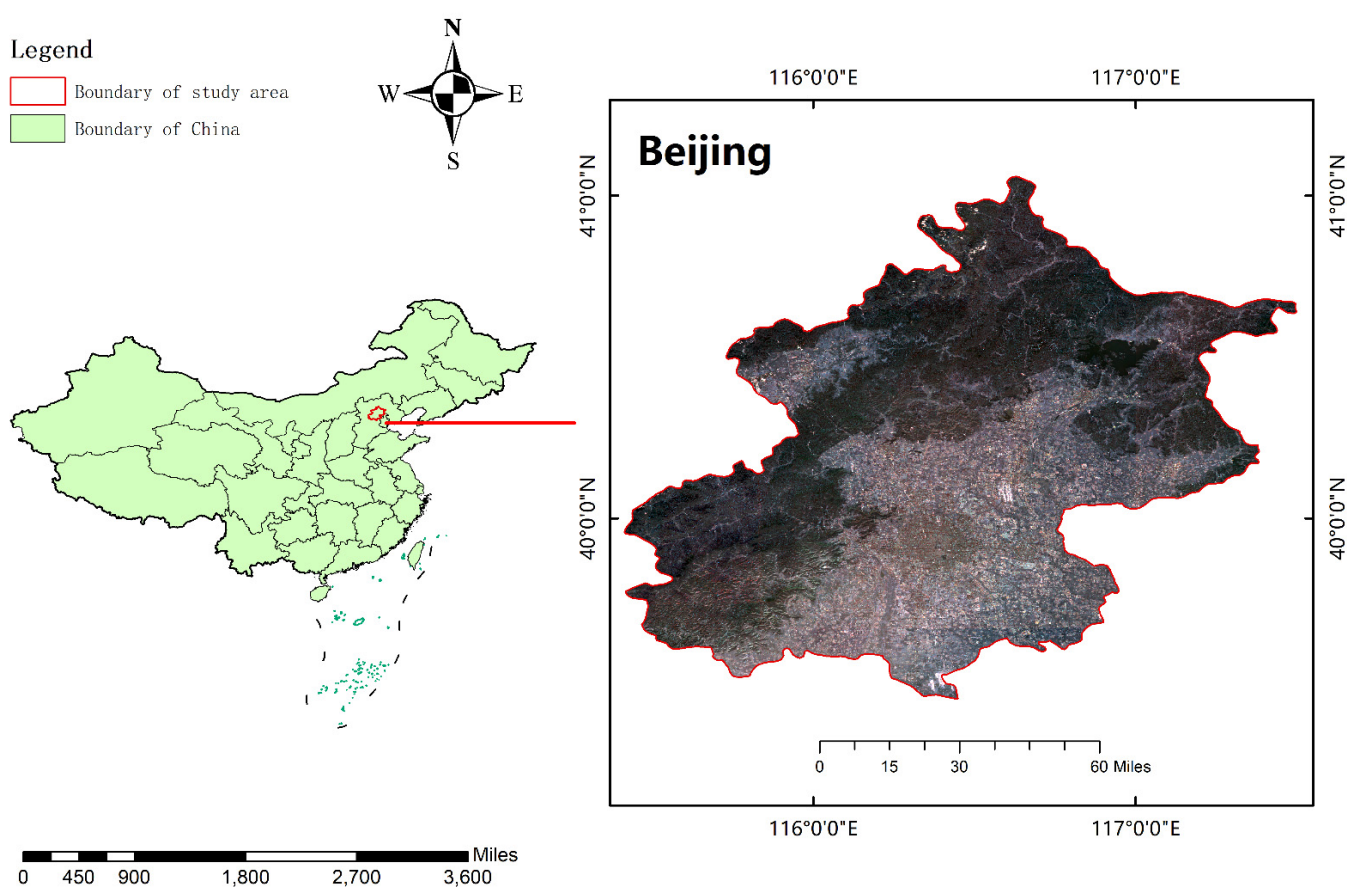 Legend
Boundary of study area
Boundary of China
N
W
E
S
116°0'0"E
117°0'0"E
Beijing
41°0'0"N
41°0'0"N
40°0'0"N
40°0'0"N
0 15 30 60 Miles
116°0'0"E
117°0'0"E
Miles
0 450 900 1,800 2,700 3,600